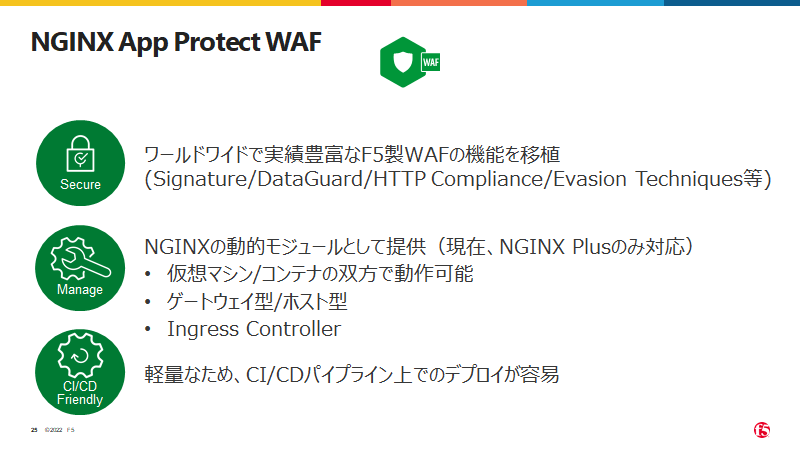 NGINX App Protect WAF
WAF
Secure
ワールドワイドで実績豊富なF5製WAFの機能を移植
(Signature/DataGuard/HTTP Compliance/Evasion Techniques等)
Manage
NGINXの動的モジュールとして提供（現在、NGINX Plusのみ対応）
• 仮想マシン/コンテナの双方で動作可能
• ゲートウェイ型/ホスト型
• Ingress Controller
CI/CD
Friendly
軽量なため、CI/CDパイプライン上でのデプロイが容易
25 ©2022 F5
f5